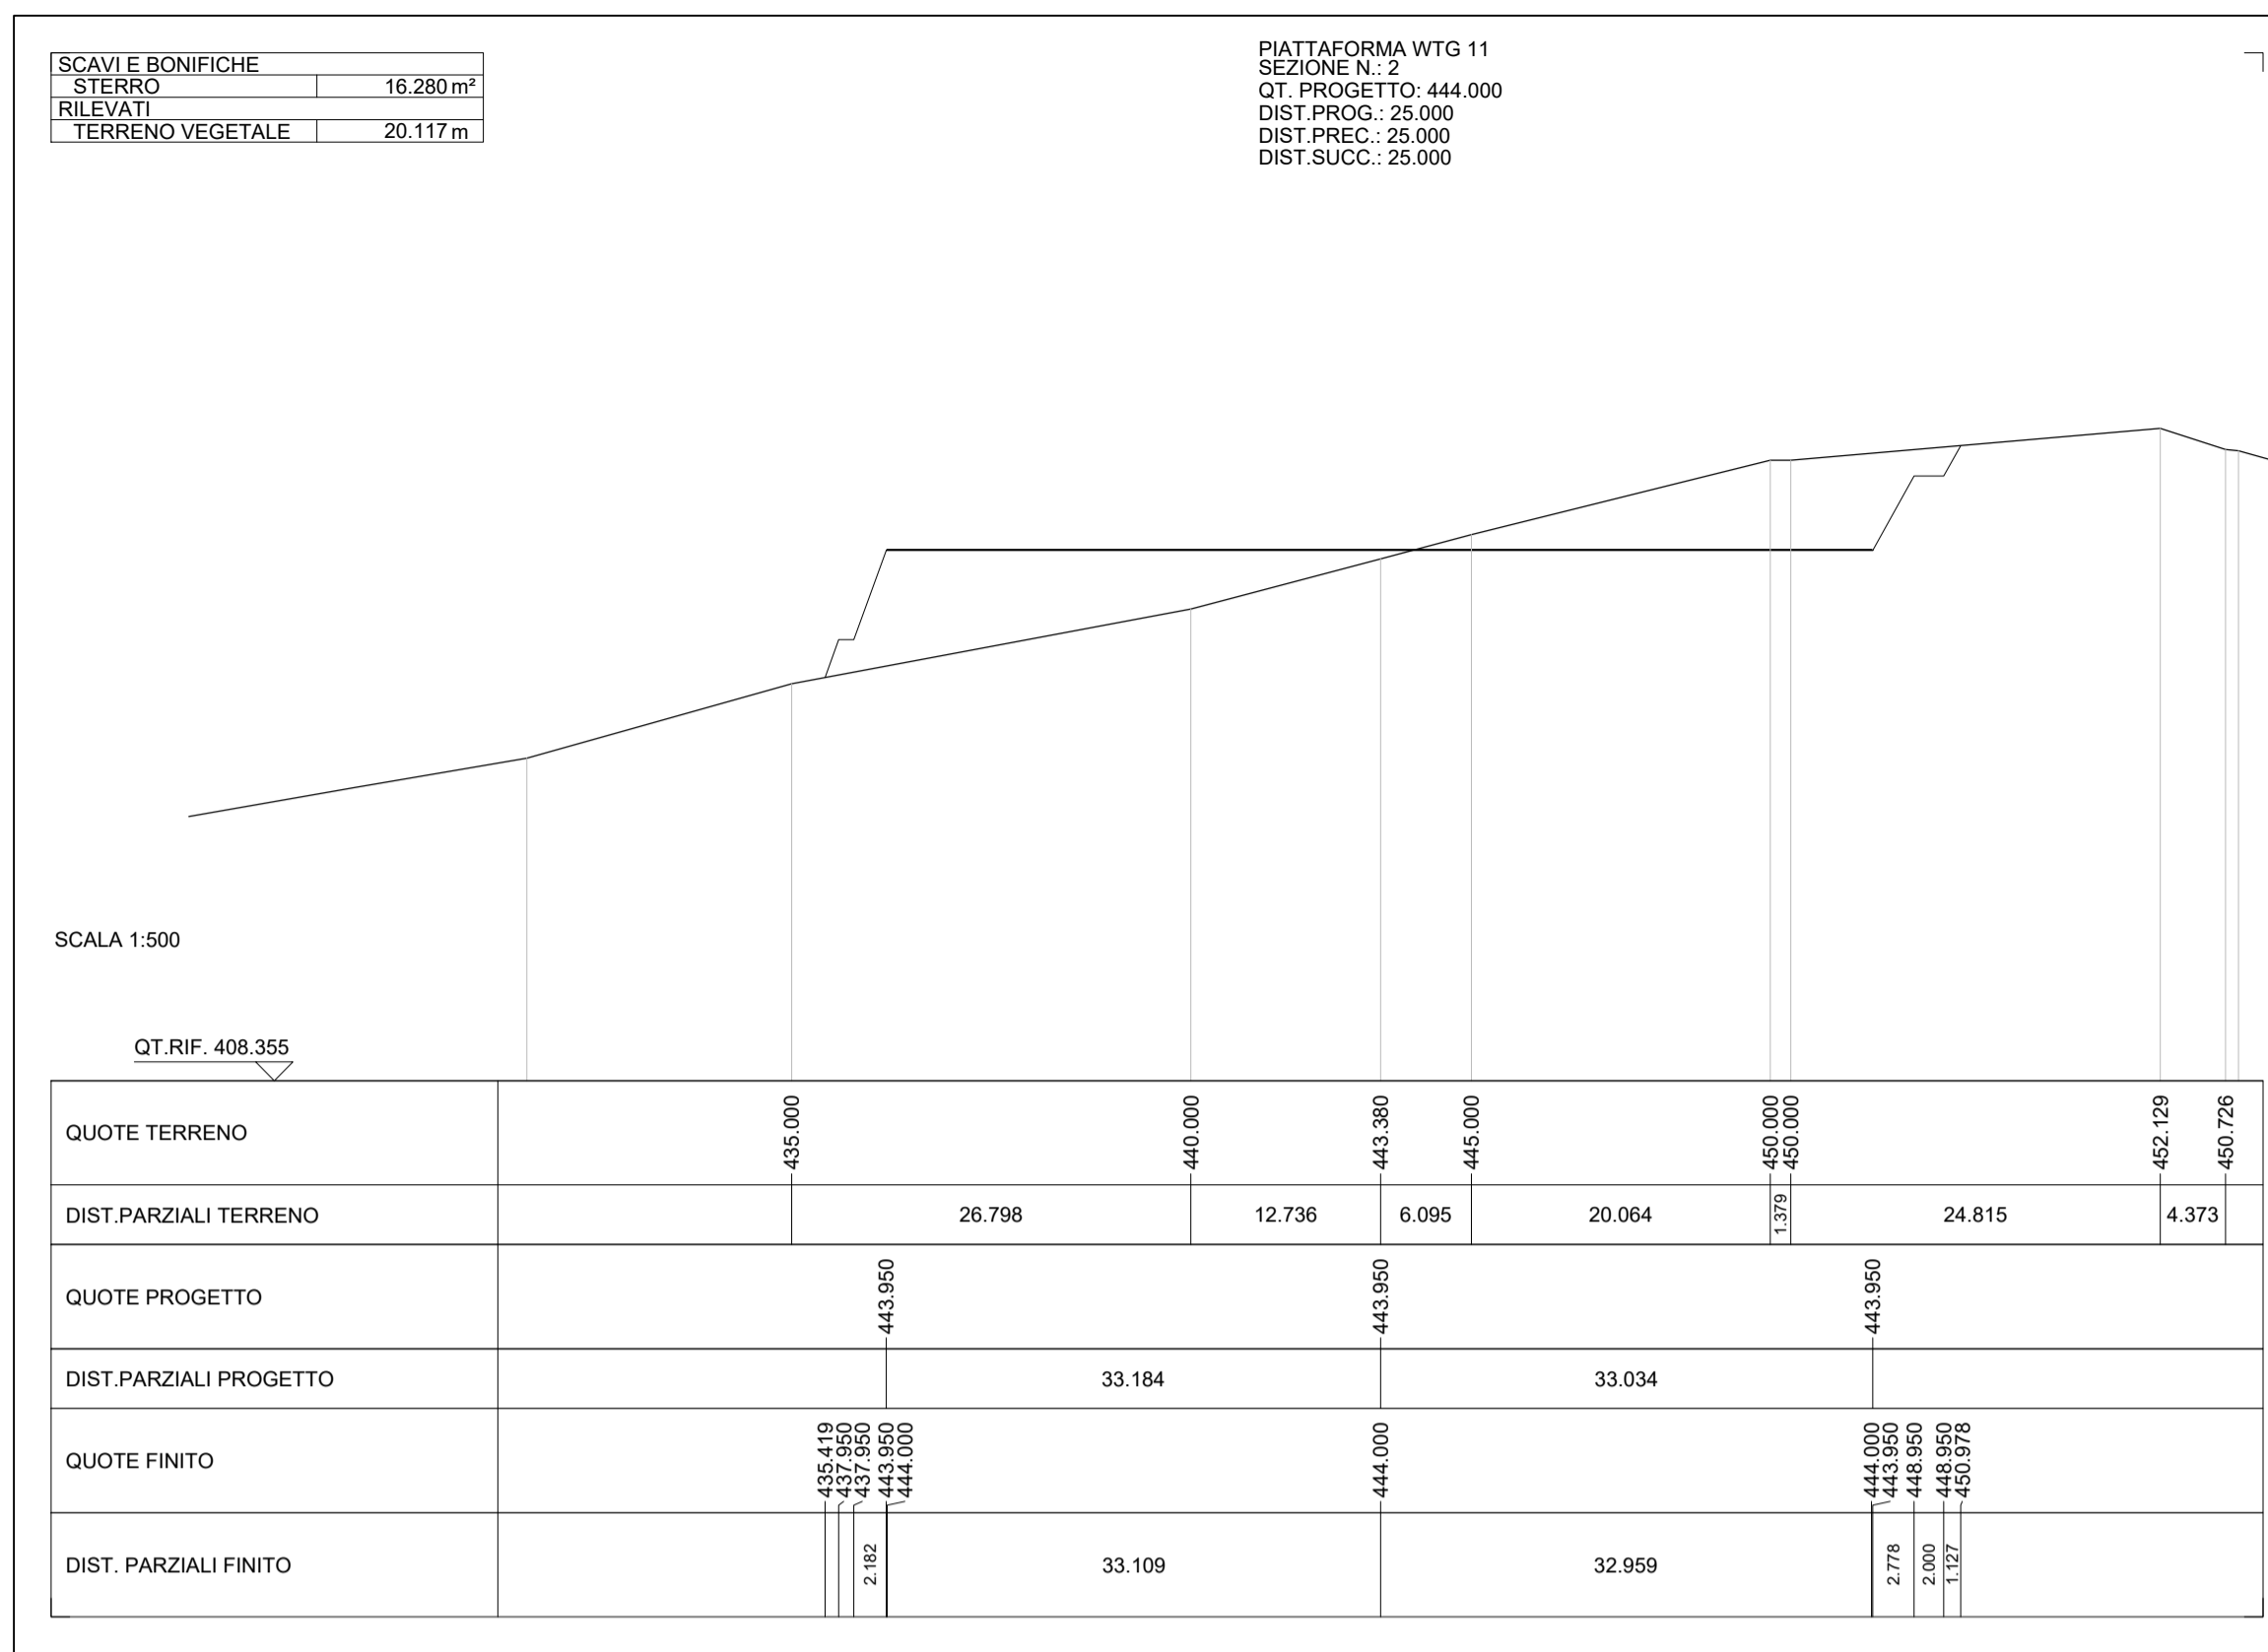 SCAVI E BONIFICHE
STERRO 16.280 m²
RILEVATI
TERRENO VEGETALE 20.117 m
PIATTAFORMA WTG 11
SEZIONE N.: 2
QT. PROGETTO: 444.000
DIST.PROG.: 25.000
DIST.PREC.: 25.000
DIST.SUCC.: 25.000
SCALA 1:500
QT.RIF. 408.355
QUOTE TERRENO 435.000 440.000 443.380 445.000 450.000 450.000 452.129 450.726
DIST.PARZIALI TERRENO 26.798 12.736 6.095 20.064 1.379 24.815 4.373
QUOTE PROGETTO 443.950 443.950 443.950
DIST.PARZIALI PROGETTO 33.184 33.034
QUOTE FINITO 435.419 437.950 437.950 443.950 444.000 444.000 444.000 443.950 448.950 448.950 450.978
DIST. PARZIALI FINITO 2.182 33.109 32.959 2.778 2.000 1.127